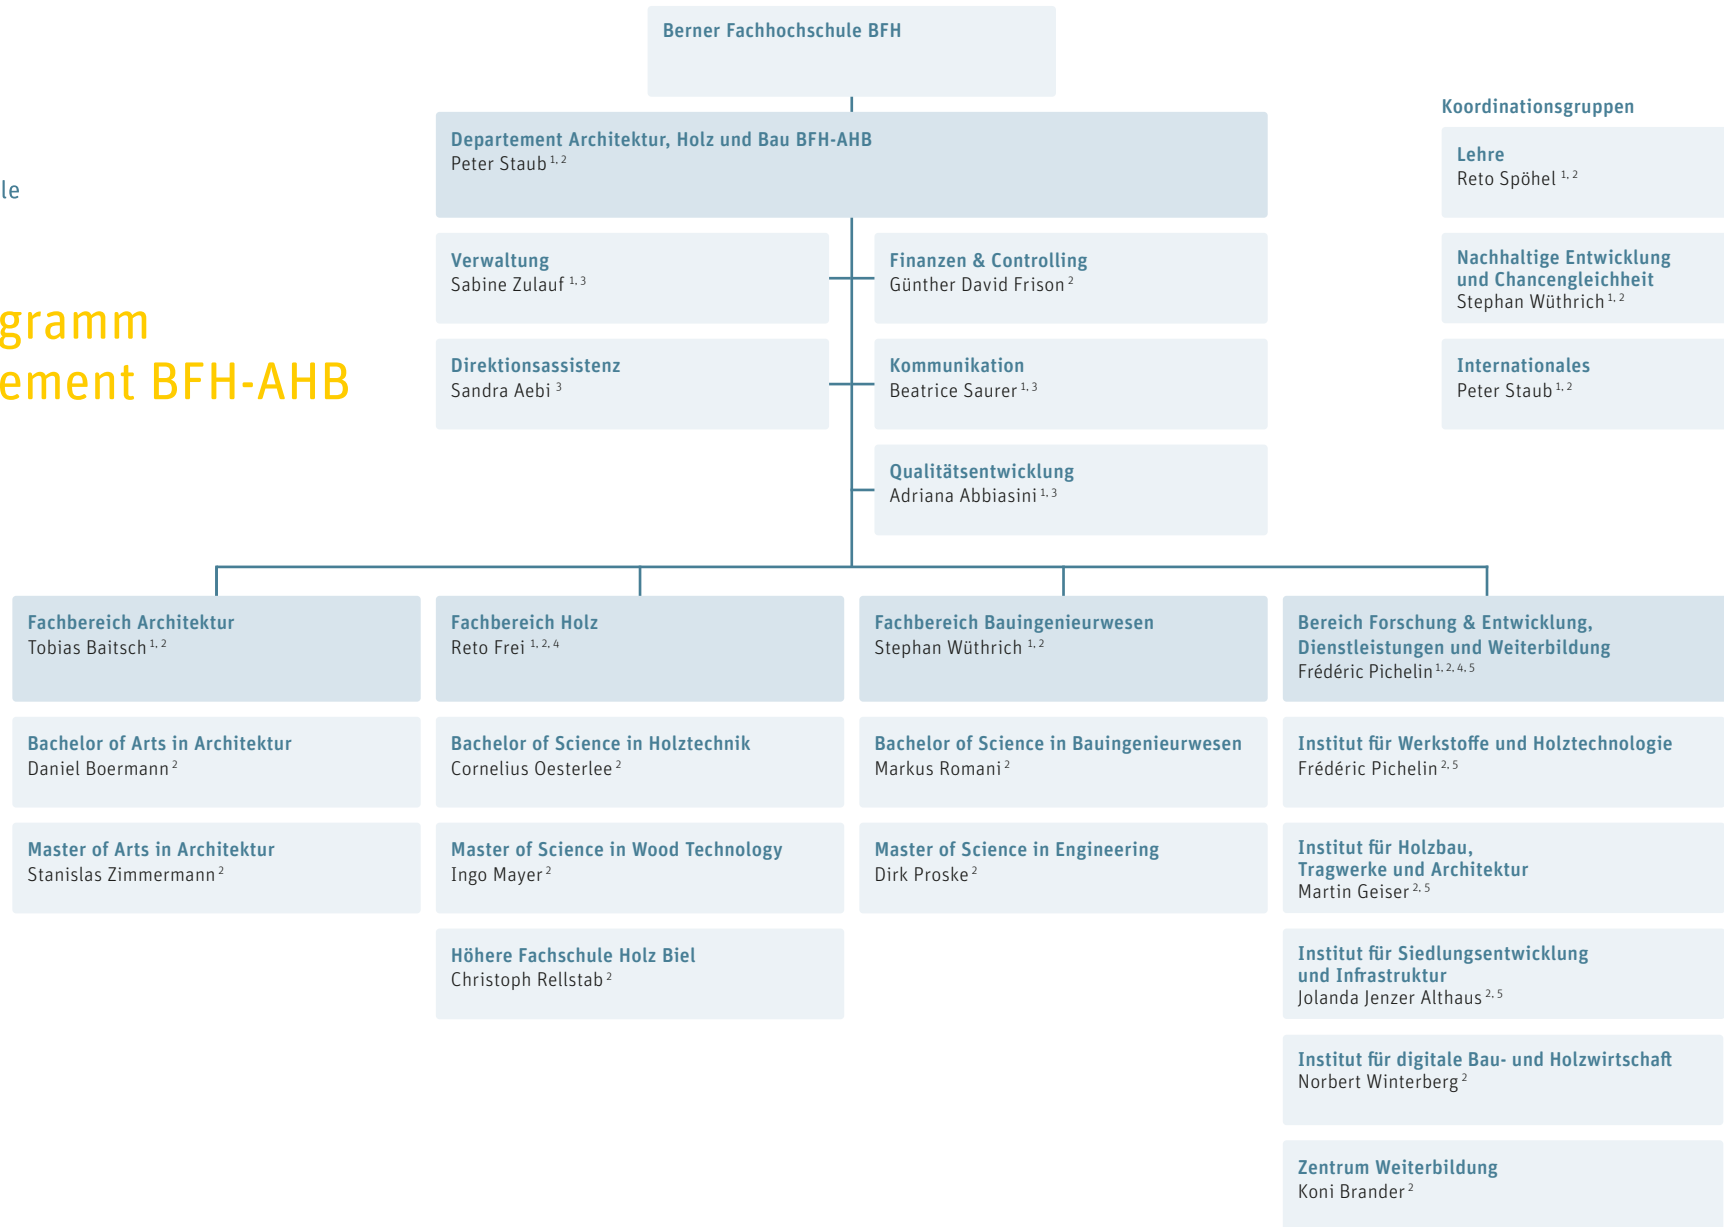 Berner Fachhochschule BFH
Departement Architektur, Holz und Bau BFH-AHB
Peter Staub 1, 2
Koordinationsgruppen
Lehre
Reto Spöhel 1, 2
Nachhaltige Entwicklung
und Chancengleichheit
Stephan Wüthrich 1, 2
Internationales
Peter Staub 1, 2
le
gramm
ement BFH-AHB
Verwaltung
Sabine Zulauf 1, 3
Finanzen & Controlling
Günther David Frison 2
Direktionsassistenz
Sandra Aebi 3
Kommunikation
Beatrice Saurer 1, 3
Qualitätsentwicklung
Adriana Abbiasini 1, 3
Fachbereich Architektur
Tobias Baitsch 1, 2
Bachelor of Arts in Architektur
Daniel Boermann 2
Master of Arts in Architektur
Stanislas Zimmermann 2
Fachbereich Holz
Reto Frei 1, 2, 4
Bachelor of Science in Holztechnik
Cornelius Oesterlee 2
Master of Science in Wood Technology
Ingo Mayer 2
Höhere Fachschule Holz Biel
Christoph Rellstab 2
Fachbereich Bauingenieurwesen
Stephan Wüthrich 1, 2
Bachelor of Science in Bauingenieurwesen
Markus Romani 2
Master of Science in Engineering
Dirk Proske 2
Bereich Forschung & Entwicklung,
Dienstleistungen und Weiterbildung
Frédéric Pichelin 1, 2, 4, 5
Institut für Werkstoffe und Holztechnologie
Frédéric Pichelin 2, 5
Institut für Holzbau,
Tragwerke und Architektur
Martin Geiser 2, 5
Institut für Siedlungsentwicklung
und Infrastruktur
Jolanda Jenzer Althaus 2, 5
Institut für digitale Bau- und Holzwirtschaft
Norbert Winterberg 2
Zentrum Weiterbildung
Koni Brander 2